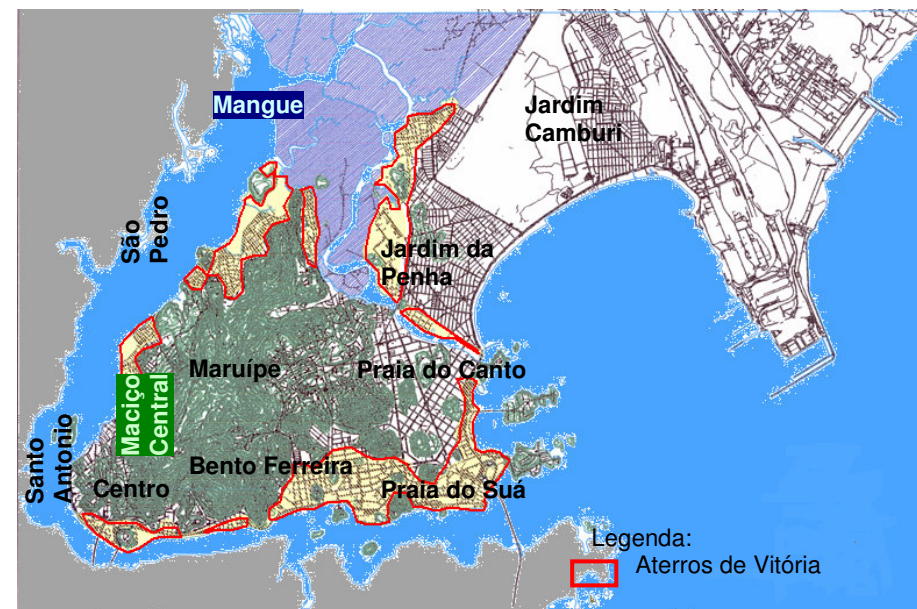 Mangue
Jardim
Camburi
São
Pedro
Jardim da
Penha
Maruípe
Praia do Canto
Maciço
Central
Santo
Antonio
Bento Ferreira
Centro
Praia do Suá
Legenda:
Aterros de Vitória